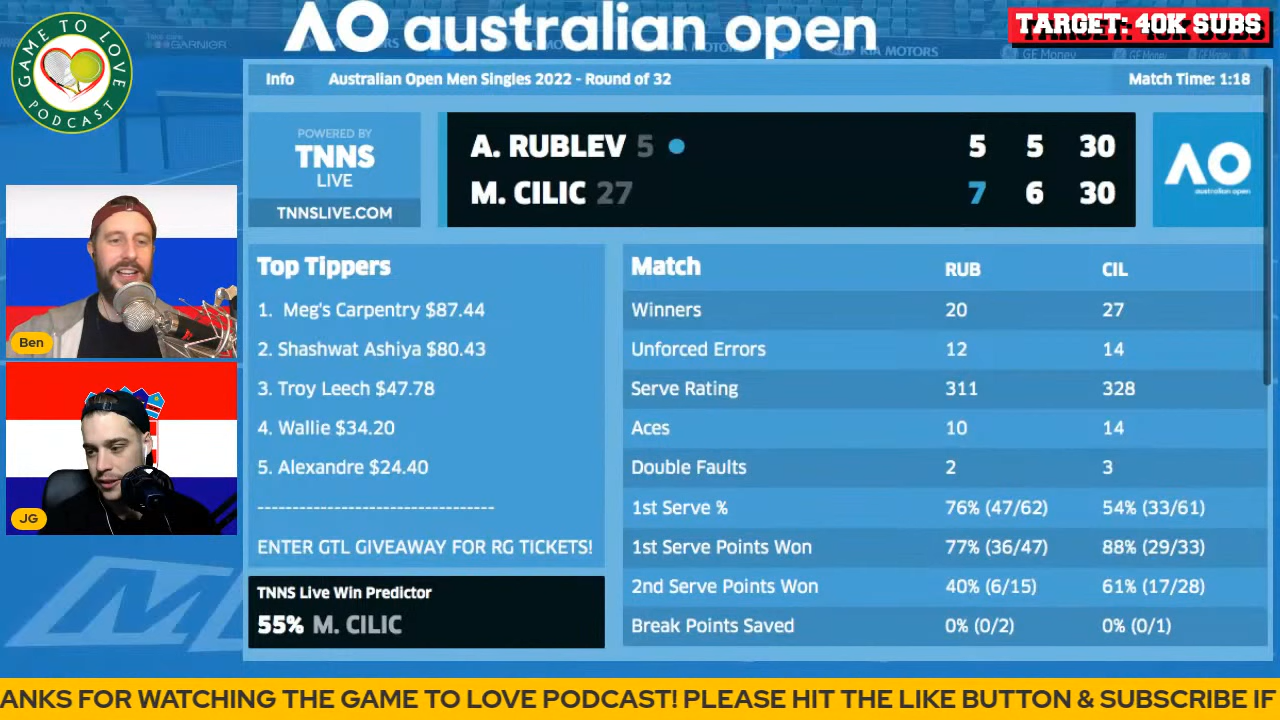 GAME TO LOVE
PODCAST
AO australian open
TARGET: 40K SUBS
Info
Australian Open Men Singles 2022 - Round of 32
Match Time: 1:18
POWERED BY
TNNS
LIVE
TNNSLIVE.COM
A. RUBLEV 5 5 5 30
M. CILIC 27 7 6 30
AO
australian open
Top Tippers
1. Meg's Carpentry $87.44
2. Shashwat Ashiya $80.43
3. Troy Leech $47.78
4. Wallie $34.20
5. Alexandre $24.40
----------------------------------
ENTER GTL GIVEAWAY FOR RG TICKETS!
TNNS Live Win Predictor
55% M. CILIC
Match RUB CIL
Winners 20 27
Unforced Errors 12 14
Serve Rating 311 328
Aces 10 14
Double Faults 2 3
1st Serve % 76% (47/62) 54% (33/61)
1st Serve Points Won 77% (36/47) 88% (29/33)
2nd Serve Points Won 40% (6/15) 61% (17/28)
Break Points Saved 0% (0/2) 0% (0/1)
Ben
JG
GARNIER
KIA MOTORS
GE Money
ANKS FOR WATCHING THE GAME TO LOVE PODCAST! PLEASE HIT THE LIKE BUTTON & SUBSCRIBE IF